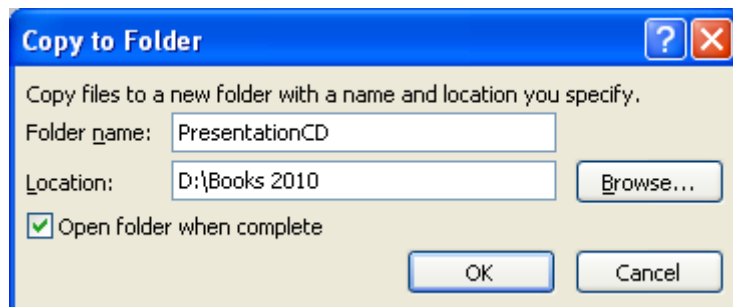 Copy to Folder
Copy files to a new folder with a name and location you specify.
Folder name: PresentationCD
Location: D:\Books 2010 Browse...
Open folder when complete
OK Cancel